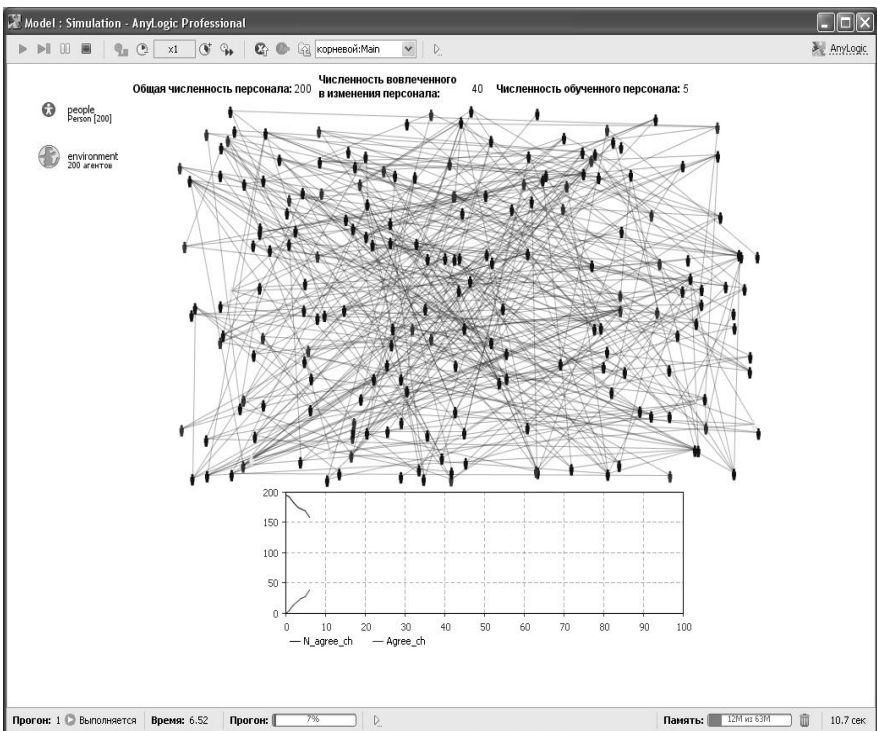 Model : Simulation - AnyLogic Professional
x1 корневой:Main AnyLogic
Общая численность персонала: 200
Численность вовлеченного
в изменения персонала: 40
Численность обученного персонала: 5
people
Person [200]
environment
200 агентов
200
150
100
50
0
0 10 20 30 40 50 60 70 80 90 100
N_agree_ch Agree_ch
Прогон: 1 Выполняется Время: 6.52 Прогон: 7% Память: 12M из 63M 10.7 сек